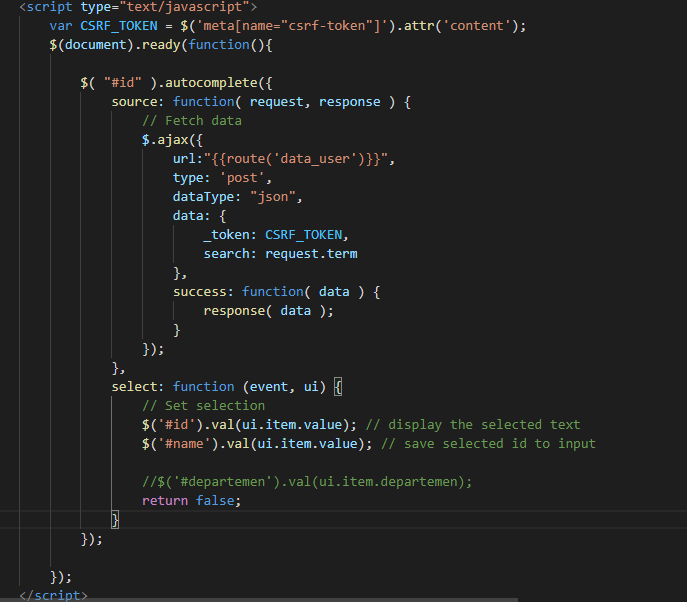 <script type="text/javascript">
var CSRF_TOKEN = $('meta[name="csrf-token"]').attr('content');
$(document).ready(function(){
$( "#id" ).autocomplete({
source: function( request, response ) {
// Fetch data
$.ajax({
url:"{{route('data_user')}}",
type: 'post',
dataType: "json",
data: {
_token: CSRF_TOKEN,
search: request.term
},
success: function( data ) {
response( data );
}
});
},
select: function (event, ui) {
// Set selection
$('#id').val(ui.item.value); // display the selected text
$('#name').val(ui.item.value); // save selected id to input
//$('#departemen').val(ui.item.departemen);
return false;
}
});
});
</script>